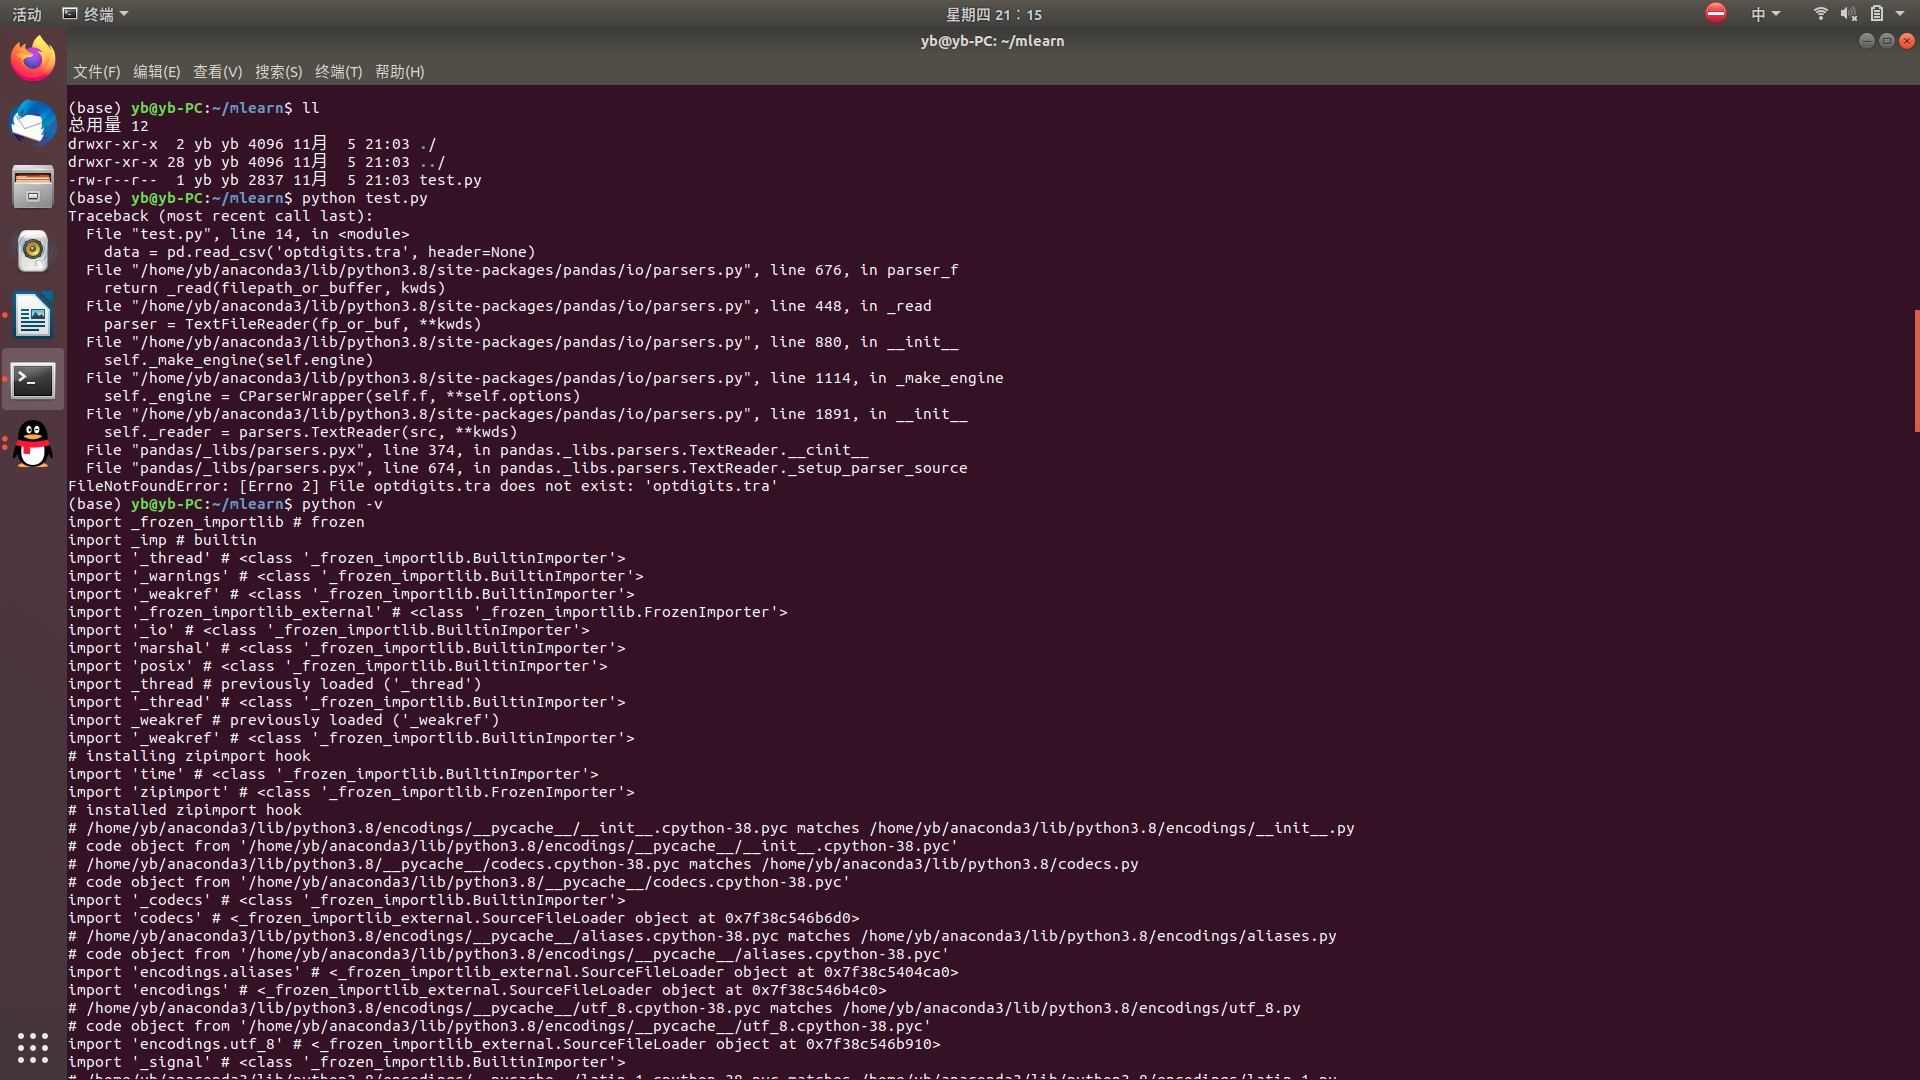 活动 终端 星期四 21：15 中
yb@yb-PC: ~/mlearn
文件(F) 编辑(E) 查看(V) 搜索(S) 终端(T) 帮助(H)
(base) yb@yb-PC:~/mlearn$ ll
总用量 12
drwxr-xr-x  2 yb yb 4096 11月  5 21:03 ./
drwxr-xr-x 28 yb yb 4096 11月  5 21:03 ../
-rw-r--r--  1 yb yb 2837 11月  5 21:03 test.py
(base) yb@yb-PC:~/mlearn$ python test.py
Traceback (most recent call last):
  File "test.py", line 14, in <module>
    data = pd.read_csv('optdigits.tra', header=None)
  File "/home/yb/anaconda3/lib/python3.8/site-packages/pandas/io/parsers.py", line 676, in parser_f
    return _read(filepath_or_buffer, kwds)
  File "/home/yb/anaconda3/lib/python3.8/site-packages/pandas/io/parsers.py", line 448, in _read
    parser = TextFileReader(fp_or_buf, **kwds)
  File "/home/yb/anaconda3/lib/python3.8/site-packages/pandas/io/parsers.py", line 880, in __init__
    self._make_engine(self.engine)
  File "/home/yb/anaconda3/lib/python3.8/site-packages/pandas/io/parsers.py", line 1114, in _make_engine
    self._engine = CParserWrapper(self.f, **self.options)
  File "/home/yb/anaconda3/lib/python3.8/site-packages/pandas/io/parsers.py", line 1891, in __init__
    self._reader = parsers.TextReader(src, **kwds)
  File "pandas/_libs/parsers.pyx", line 374, in pandas._libs.parsers.TextReader.__cinit__
  File "pandas/_libs/parsers.pyx", line 674, in pandas._libs.parsers.TextReader._setup_parser_source
FileNotFoundError: [Errno 2] File optdigits.tra does not exist: 'optdigits.tra'
(base) yb@yb-PC:~/mlearn$ python -v
import _frozen_importlib # frozen
import _imp # builtin
import '_thread' # <class '_frozen_importlib.BuiltinImporter'>
import '_warnings' # <class '_frozen_importlib.BuiltinImporter'>
import '_weakref' # <class '_frozen_importlib.BuiltinImporter'>
import '_frozen_importlib_external' # <class '_frozen_importlib.FrozenImporter'>
import '_io' # <class '_frozen_importlib.BuiltinImporter'>
import 'marshal' # <class '_frozen_importlib.BuiltinImporter'>
import 'posix' # <class '_frozen_importlib.BuiltinImporter'>
import _thread # previously loaded ('_thread')
import '_thread' # <class '_frozen_importlib.BuiltinImporter'>
import _weakref # previously loaded ('_weakref')
import '_weakref' # <class '_frozen_importlib.BuiltinImporter'>
# installing zipimport hook
import 'time' # <class '_frozen_importlib.BuiltinImporter'>
import 'zipimport' # <class '_frozen_importlib.FrozenImporter'>
# installed zipimport hook
# /home/yb/anaconda3/lib/python3.8/encodings/__pycache__/__init__.cpython-38.pyc matches /home/yb/anaconda3/lib/python3.8/encodings/__init__.py
# code object from '/home/yb/anaconda3/lib/python3.8/encodings/__pycache__/__init__.cpython-38.pyc'
# /home/yb/anaconda3/lib/python3.8/__pycache__/codecs.cpython-38.pyc matches /home/yb/anaconda3/lib/python3.8/codecs.py
# code object from '/home/yb/anaconda3/lib/python3.8/__pycache__/codecs.cpython-38.pyc'
import '_codecs' # <class '_frozen_importlib.BuiltinImporter'>
import 'codecs' # <_frozen_importlib_external.SourceFileLoader object at 0x7f38c546b6d0>
# /home/yb/anaconda3/lib/python3.8/encodings/__pycache__/aliases.cpython-38.pyc matches /home/yb/anaconda3/lib/python3.8/encodings/aliases.py
# code object from '/home/yb/anaconda3/lib/python3.8/encodings/__pycache__/aliases.cpython-38.pyc'
import 'encodings.aliases' # <_frozen_importlib_external.SourceFileLoader object at 0x7f38c5404ca0>
import 'encodings' # <_frozen_importlib_external.SourceFileLoader object at 0x7f38c546b4c0>
# /home/yb/anaconda3/lib/python3.8/encodings/__pycache__/utf_8.cpython-38.pyc matches /home/yb/anaconda3/lib/python3.8/encodings/utf_8.py
# code object from '/home/yb/anaconda3/lib/python3.8/encodings/__pycache__/utf_8.cpython-38.pyc'
import 'encodings.utf_8' # <_frozen_importlib_external.SourceFileLoader object at 0x7f38c546b910>
import '_signal' # <class '_frozen_importlib.BuiltinImporter'>
# /home/yb/anaconda3/lib/python3.8/encodings/__pycache__/latin_1.cpython-38.pyc matches /home/yb/anaconda3/lib/python3.8/encodings/latin_1.py